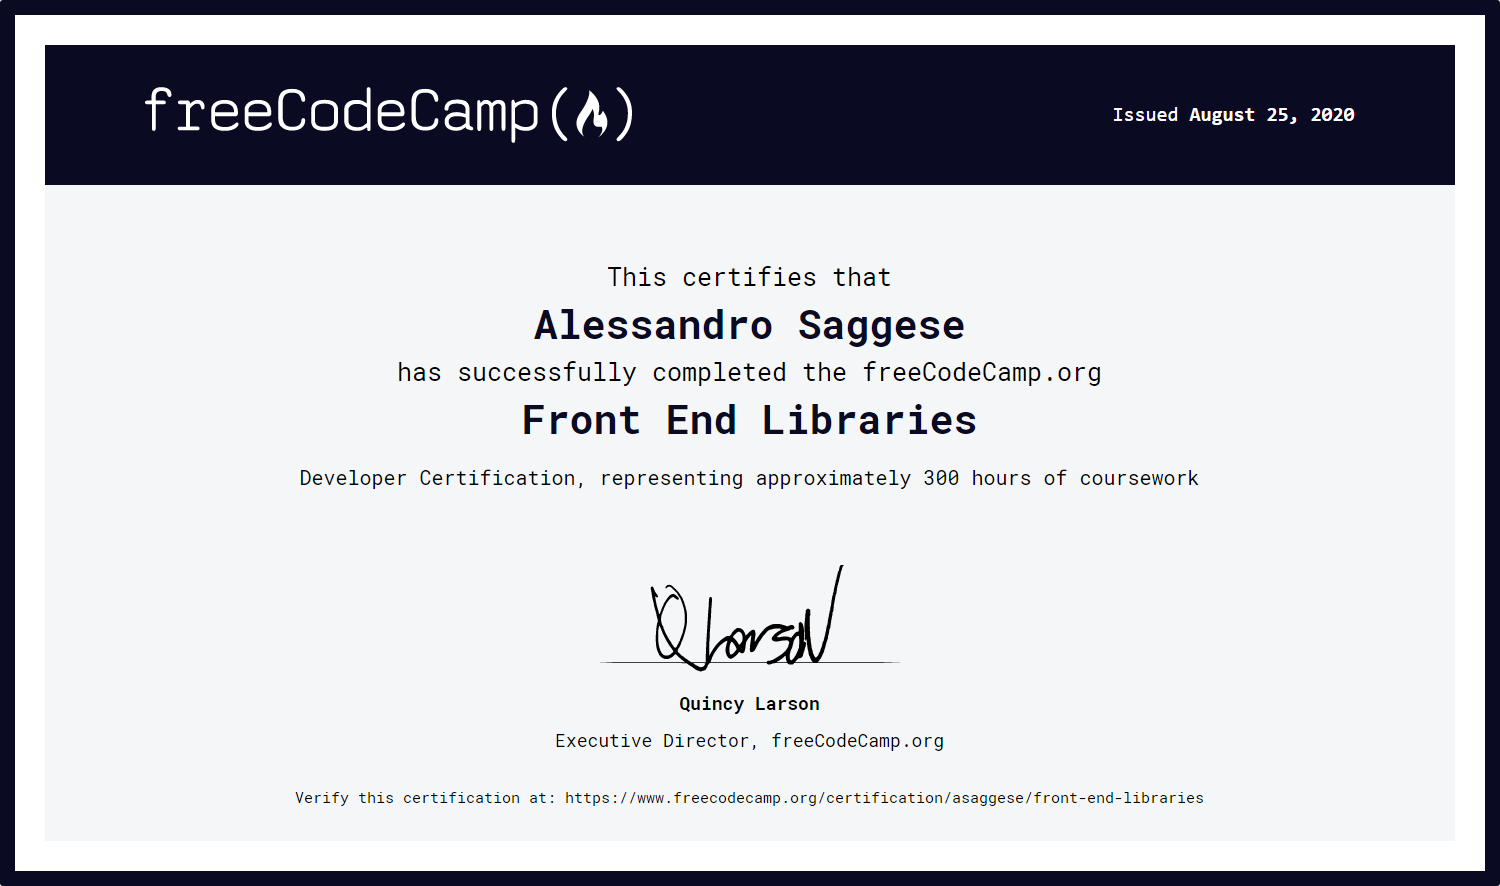 freeCodeCamp(🔥)
Issued August 25, 2020
This certifies that
Alessandro Saggese
has successfully completed the freeCodeCamp.org
Front End Libraries
Developer Certification, representing approximately 300 hours of coursework
Q Larson
Quincy Larson
Executive Director, freeCodeCamp.org
Verify this certification at: https://www.freecodecamp.org/certification/asaggese/front-end-libraries